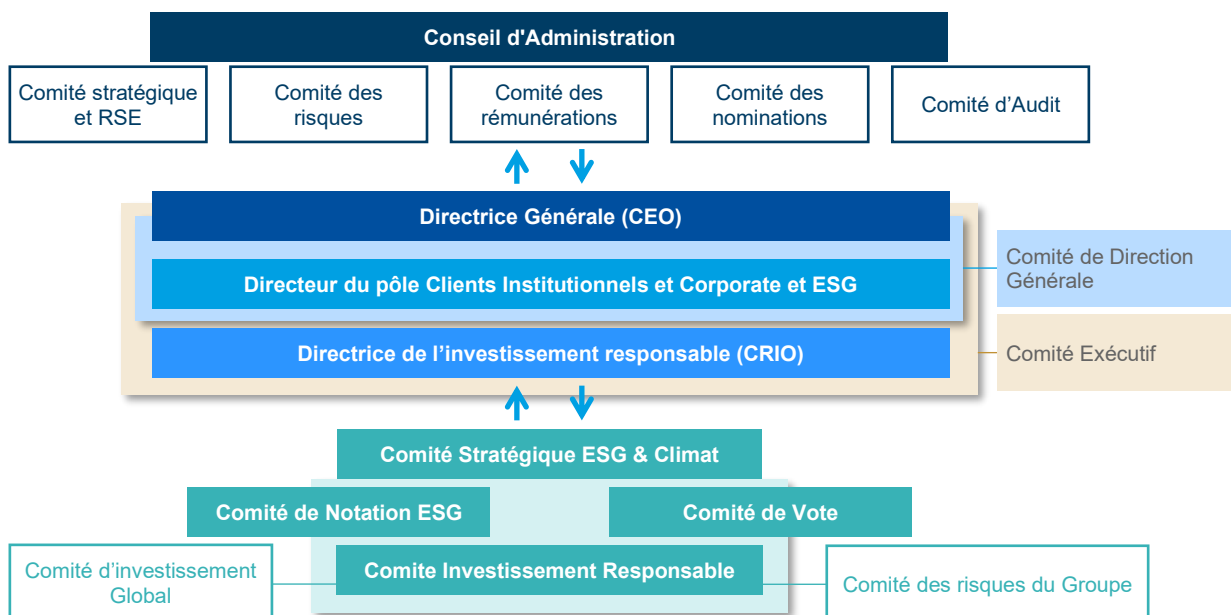 Conseil d'Administration
Comité stratégique
et RSE
Comité des
risques
Comité des
rémunérations
Comité des
nominations
Comité d’Audit
Directrice Générale (CEO)
Directeur du pôle Clients Institutionnels et Corporate et ESG
Comité de Direction
Générale
Directrice de l’investissement responsable (CRIO)
Comité Exécutif
Comité Stratégique ESG & Climat
Comité de Notation ESG
Comité de Vote
Comité d’investissement
Global
Comite Investissement Responsable
Comité des risques du Groupe